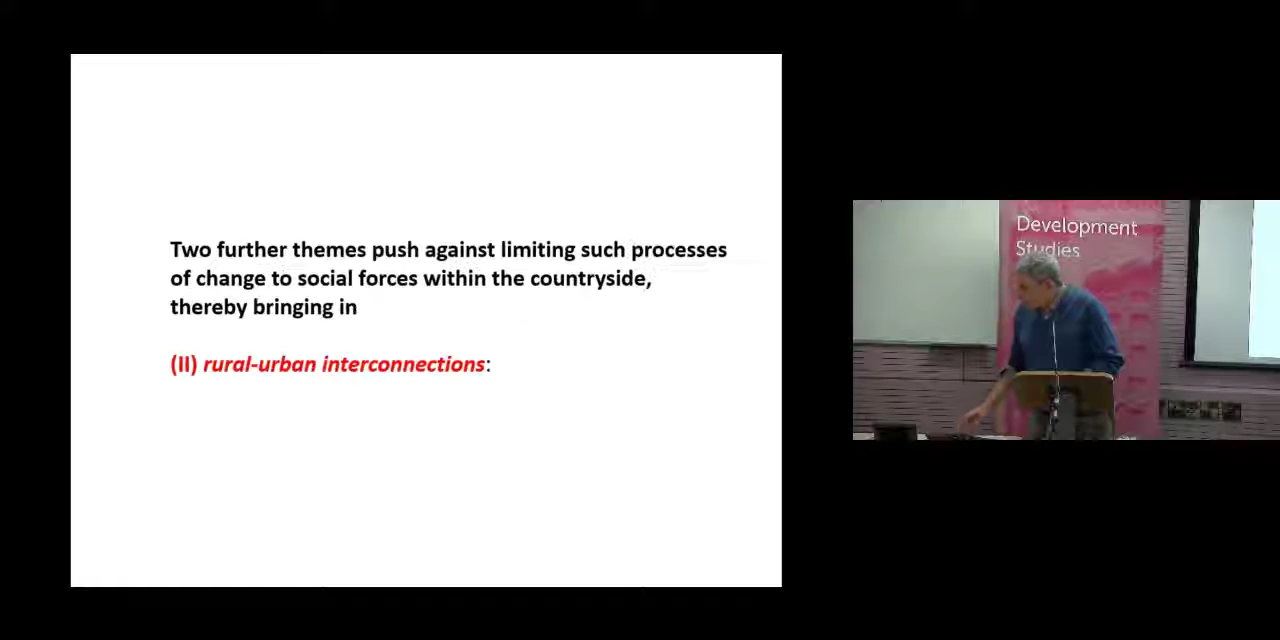 Two further themes push against limiting such processes
of change to social forces within the countryside,
thereby bringing in
(II) rural-urban interconnections:
Development
Studies